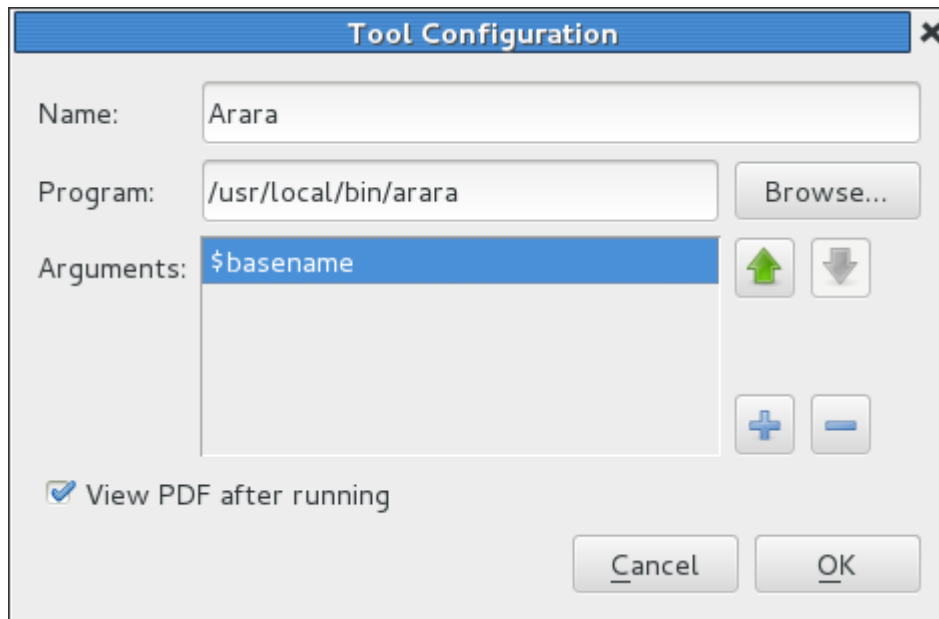 Tool Configuration
Name: Arara
Program: /usr/local/bin/arara Browse...
Arguments: $basename
View PDF after running
Cancel OK